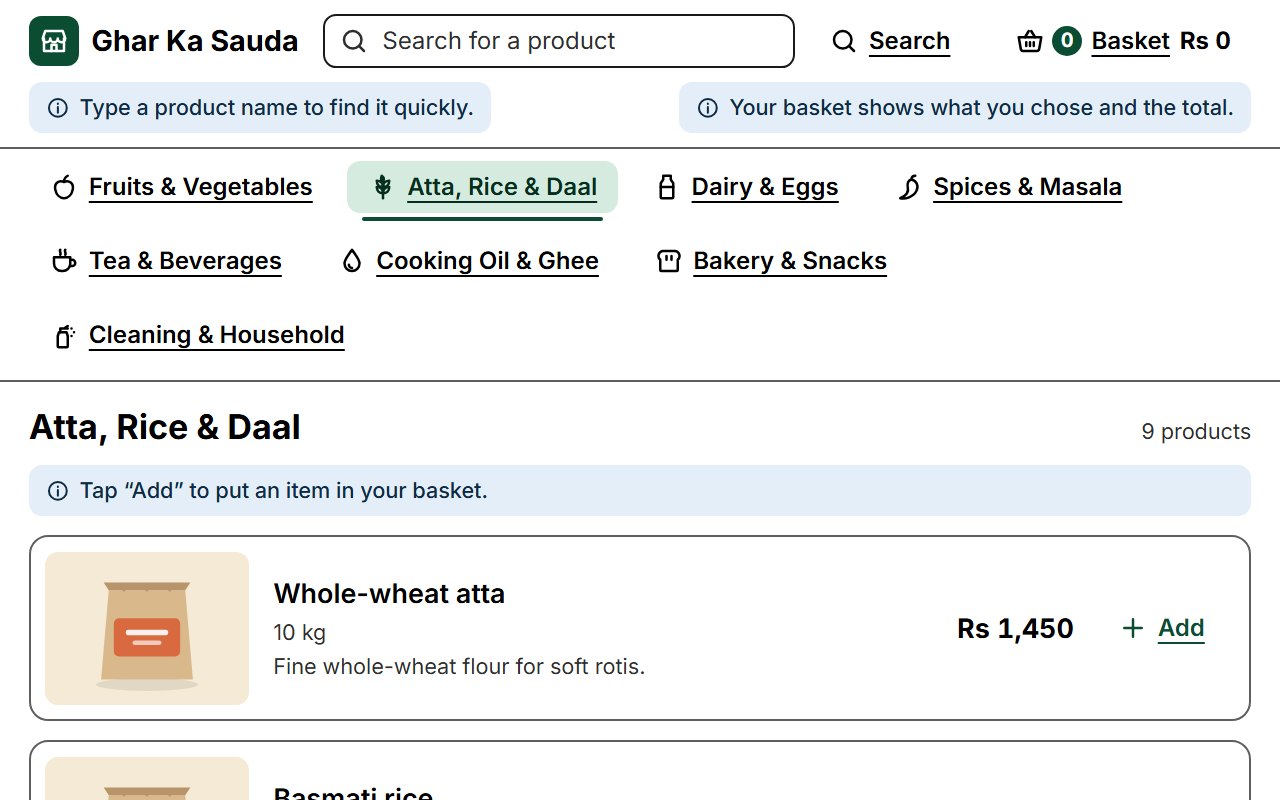 Ghar Ka Sauda
Search for a product
Search
0 Basket Rs 0
Type a product name to find it quickly.
Your basket shows what you chose and the total.
Fruits & Vegetables
Atta, Rice & Daal
Dairy & Eggs
Spices & Masala
Tea & Beverages
Cooking Oil & Ghee
Bakery & Snacks
Cleaning & Household
Atta, Rice & Daal
9 products
Tap “Add” to put an item in your basket.
Whole-wheat atta
10 kg
Fine whole-wheat flour for soft rotis.
Rs 1,450
Add
Basmati rice